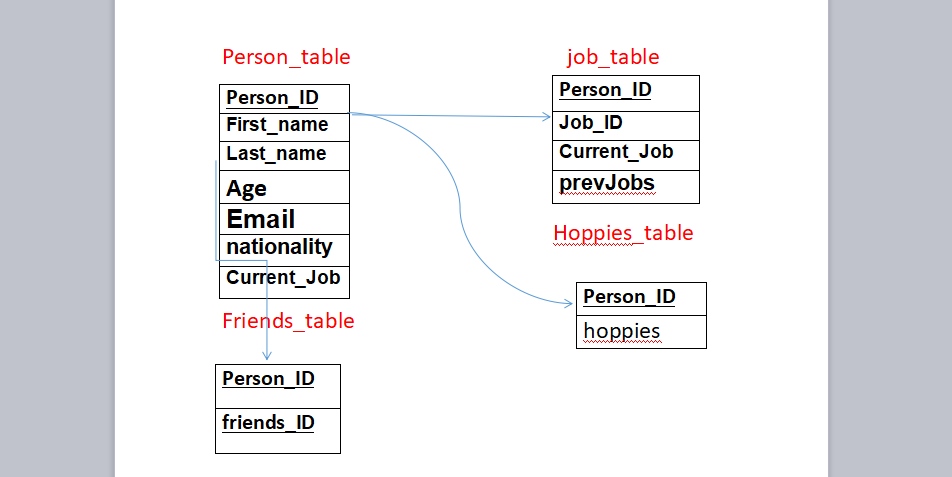 Person_table
Person_ID
First_name
Last_name
Age
Email
nationality
Current_Job
job_table
Person_ID
Job_ID
Current_Job
prevJobs
Hoppies_table
Person_ID
hoppies
Friends_table
Person_ID
friends_ID